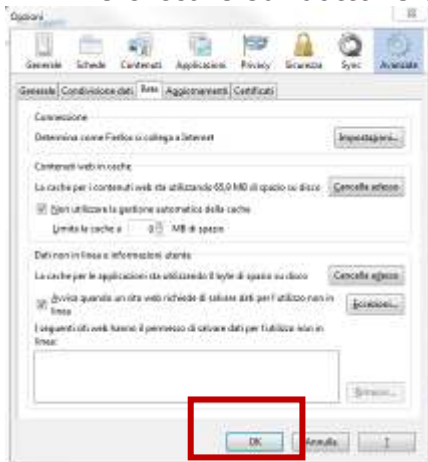 Opzioni
Generale Schede Contenuti Applicazioni Privacy Sicurezza Sync Avanzate
Generale Condivisione dati Rete Aggiornamenti Certificati
Connessione
Determina come Firefox si collega a Internet Impostazioni...
Contenuti web in cache
La cache per i contenuti web sta utilizzando 65,9 MB di spazio su disco Cancella adesso
Non utilizzare la gestione automatica della cache
Limita la cache a 0 MB di spazio
Dati non in linea e informazioni utente
La cache per le applicazioni sta utilizzando 0 byte di spazio su disco Cancella adesso
Avvisa quando un sito web richiede di salvare dati per l'utilizzo non in
linea Eccezioni...
I seguenti siti web hanno il permesso di salvare dati per l'utilizzo non in
linea:
OK Annulla ?